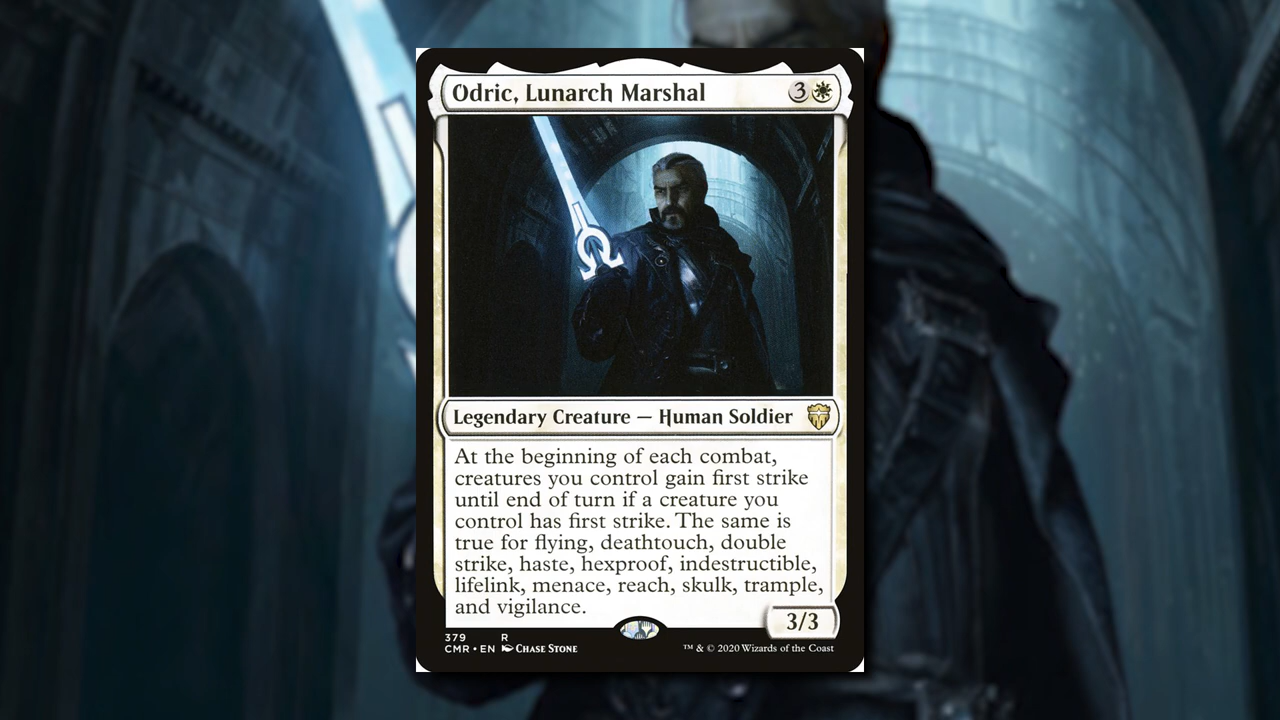 Odric, Lunarch Marshal 3
Legendary Creature — Human Soldier
At the beginning of each combat,
creatures you control gain first strike
until end of turn if a creature you
control has first strike. The same is
true for flying, deathtouch, double
strike, haste, hexproof, indestructible,
lifelink, menace, reach, skulk, trample,
and vigilance.
3/3
379 R
CMR • EN Chase Stone ™ & © 2020 Wizards of the Coast